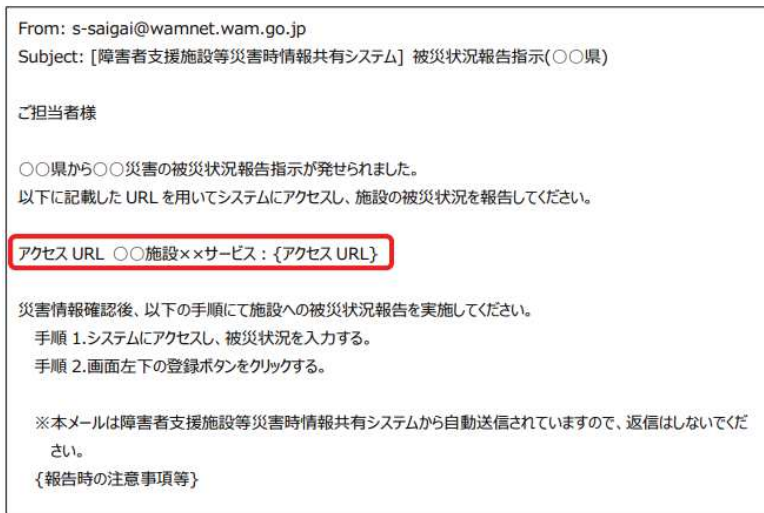 From: s-saigai@wamnet.wam.go.jp
Subject: [障害者支援施設等災害時情報共有システム] 被災状況報告指示(○○県)
ご担当者様
○○県から○○災害の被災状況報告指示が発せられました。
以下に記載した URL を用いてシステムにアクセスし、施設の被災状況を報告してください。
アクセス URL ○○施設××サービス：{アクセス URL}
災害情報確認後、以下の手順にて施設への被災状況報告を実施してください。
手順 1.システムにアクセスし、被災状況を入力する。
手順 2.画面左下の登録ボタンをクリックする。
※本メールは障害者支援施設等災害時情報共有システムから自動送信されていますので、返信はしないでくだ
さい。
{報告時の注意事項等}